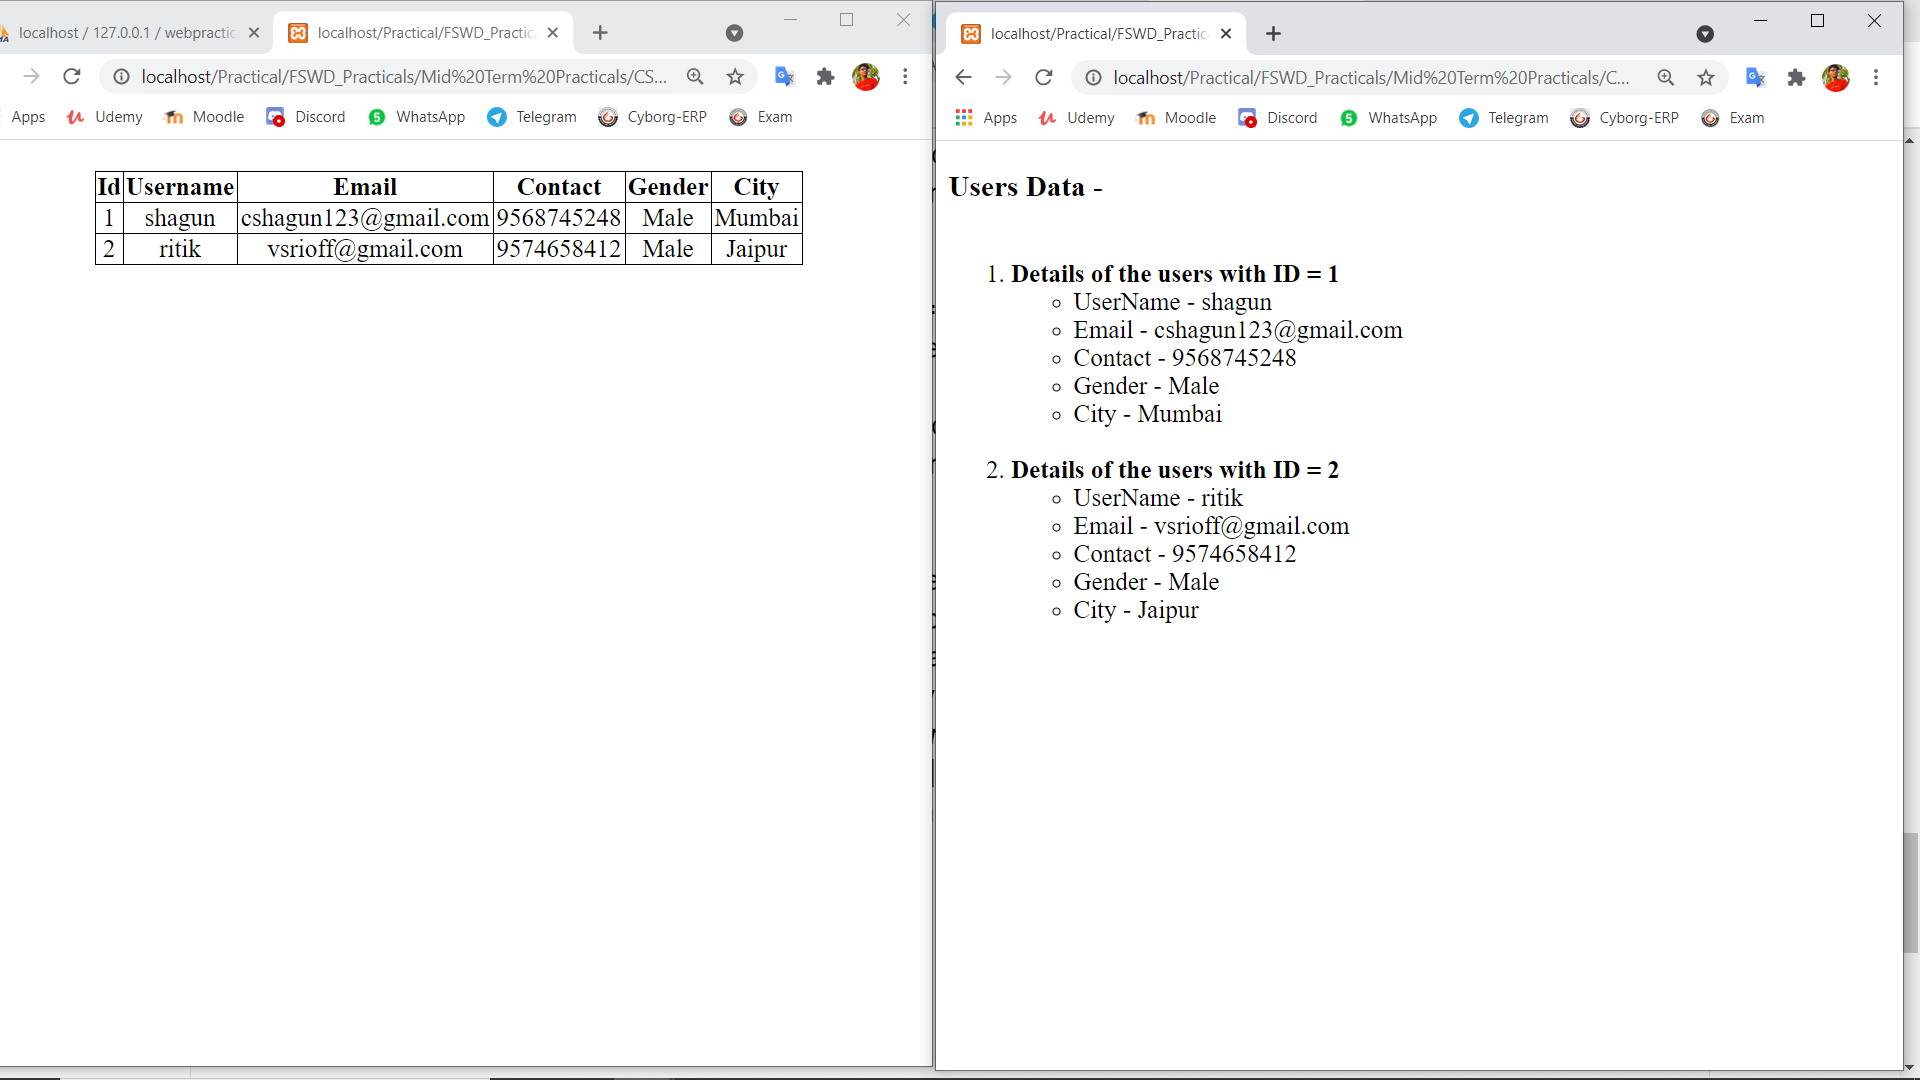 localhost / 127.0.0.1 / webpractic
localhost/Practical/FSWD_Practic
localhost/Practical/FSWD_Practicals/Mid%20Term%20Practicals/CS...
Apps Udemy Moodle Discord WhatsApp Telegram Cyborg-ERP Exam
Id Username Email Contact Gender City
1 shagun cshagun123@gmail.com 9568745248 Male Mumbai
2 ritik vsrioff@gmail.com 9574658412 Male Jaipur
localhost/Practical/FSWD_Practic
localhost/Practical/FSWD_Practicals/Mid%20Term%20Practicals/C...
Apps Udemy Moodle Discord WhatsApp Telegram Cyborg-ERP Exam
Users Data -
1. Details of the users with ID = 1
UserName - shagun
Email - cshagun123@gmail.com
Contact - 9568745248
Gender - Male
City - Mumbai
2. Details of the users with ID = 2
UserName - ritik
Email - vsrioff@gmail.com
Contact - 9574658412
Gender - Male
City - Jaipur